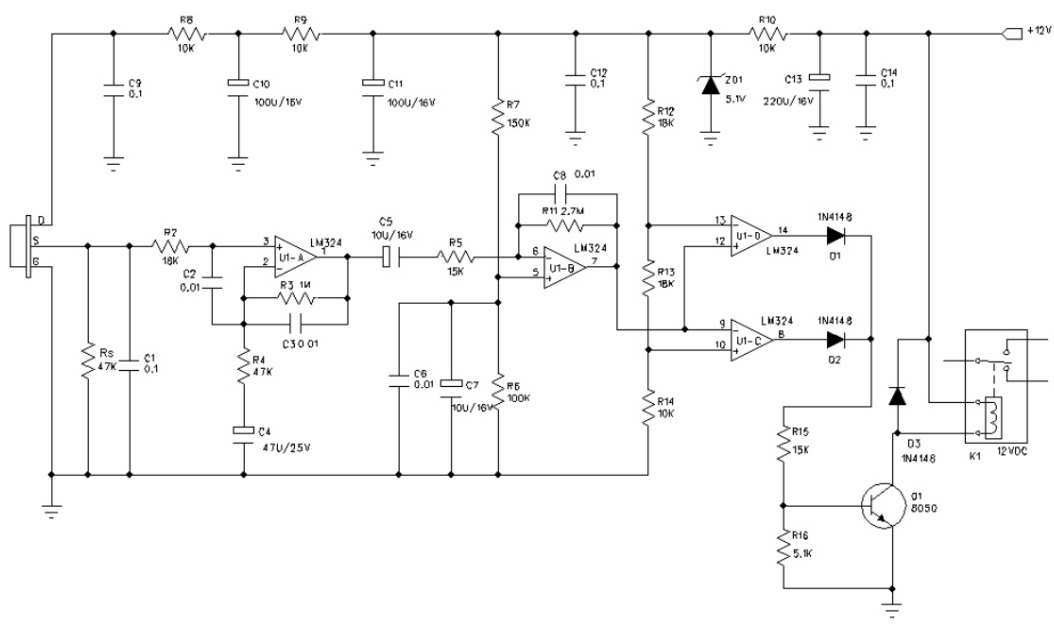 R8
10K
R9
10K
R10
10K
+12V
C9
0.1
C10
100U/16V
C11
100U/16V
R7
150K
C12
0.1
R12
18K
ZD1
5.1V
C13
220U/16V
C14
0.1
D
S
G
R2
18K
C2
0.01
3
+
2
−
U1-A
1
LM324
R3 1M
C3 0.01
C5
10U/16V
R5
15K
C8 0.01
R11 2.7M
6
−
5
+
U1-B
7
LM324
R13
18K
13
−
12
+
U1-D
14
LM324
1N4148
D1
9
−
10
+
U1-C
8
LM324
1N4148
D2
Rs
47K
C1
0.1
R4
47K
C4
47U/25V
C6
0.01
C7
10U/16V
R6
100K
R14
10K
R15
15K
R16
5.1K
D3
1N4148
K1
12VDC
Q1
8050